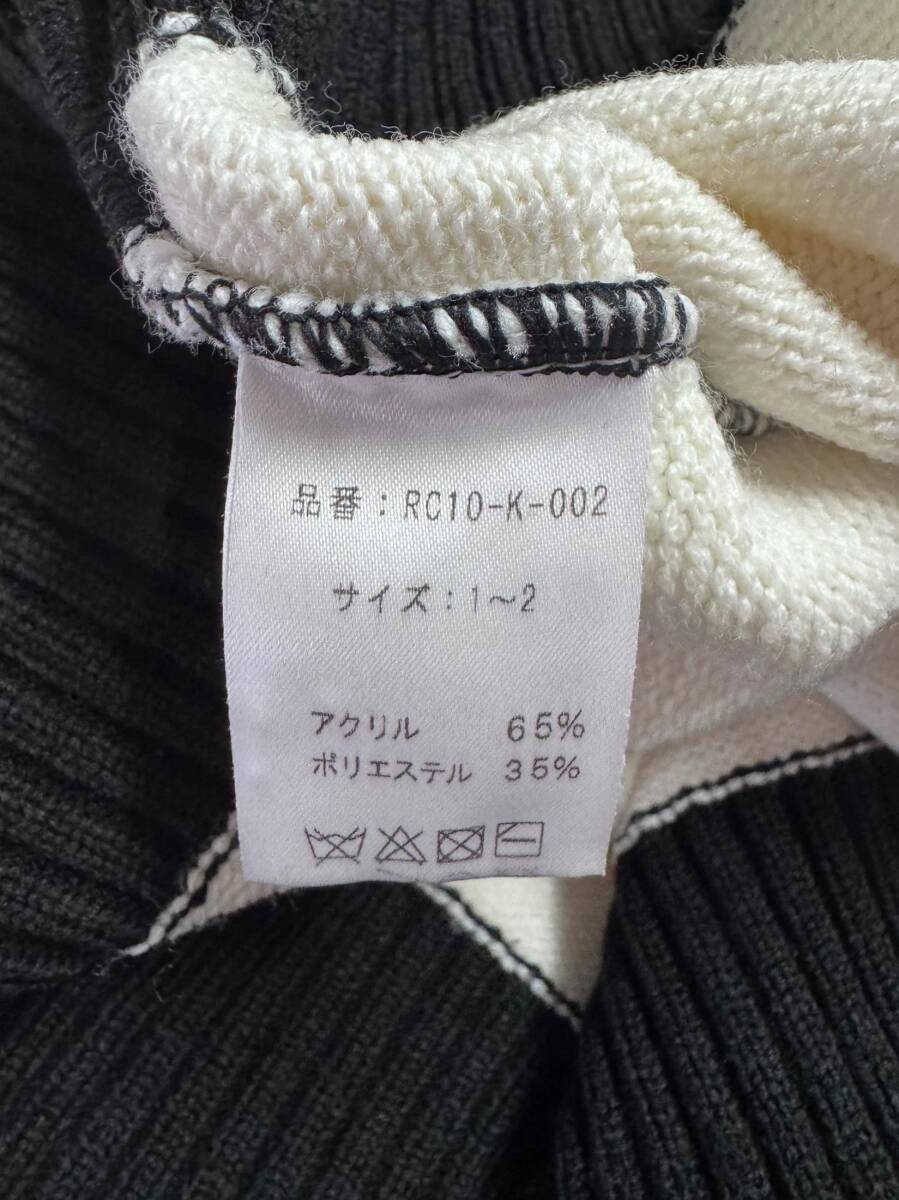 品番：RC10-K-002
サイズ：1～2
アクリル 65%
ポリエステル 35%